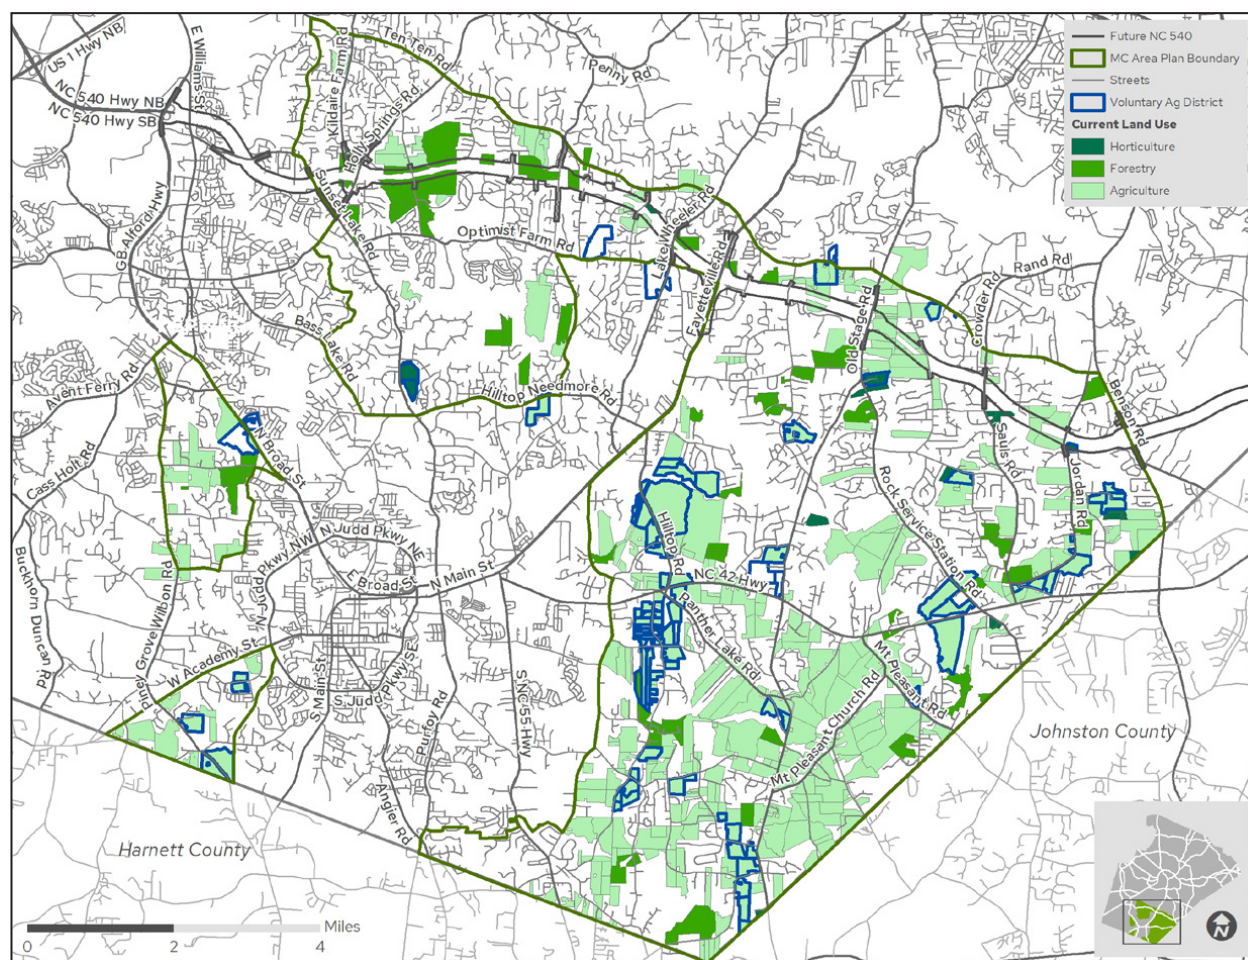 US 1 Hwy NB
E Williams St
NC 540 Hwy NB
NC 540 Hwy SB
Kildaire Farm Rd
Ten Ten Rd
Holly Springs Rd
Penny Rd
GB Alford Hwy
Sunset Lake Rd
Optimist Farm Rd
Lake Wheeler Rd
Fayetteville Rd
Old Stage Rd
Rand Rd
Crowder Rd
Bass Lake Rd
Hilltop Needmore Rd
Avent Ferry Rd
Benson Rd
Cass Holt Rd
N Broad St
Sauls Rd
Jordan Rd
Rock Service Station Rd
Buckhorn Duncan Rd
N Judd Pkwy NW
N Judd Pkwy NE
E Broad St
N Main St
Hilltop Rd
NC 42 Hwy
Piney Grove Wilbon Rd
N Judd
W Academy St
Panther Lake Rd
Mt Pleasant Rd
S Main St
S Judd Pkwy SE
Purfoy Rd
S NC 55 Hwy
Mt Pleasant Church Rd
Angier Rd
Johnston County
Harnett County
Future NC 540
MC Area Plan Boundary
Streets
Voluntary Ag District
Current Land Use
Horticulture
Forestry
Agriculture
0 2 4 Miles
N